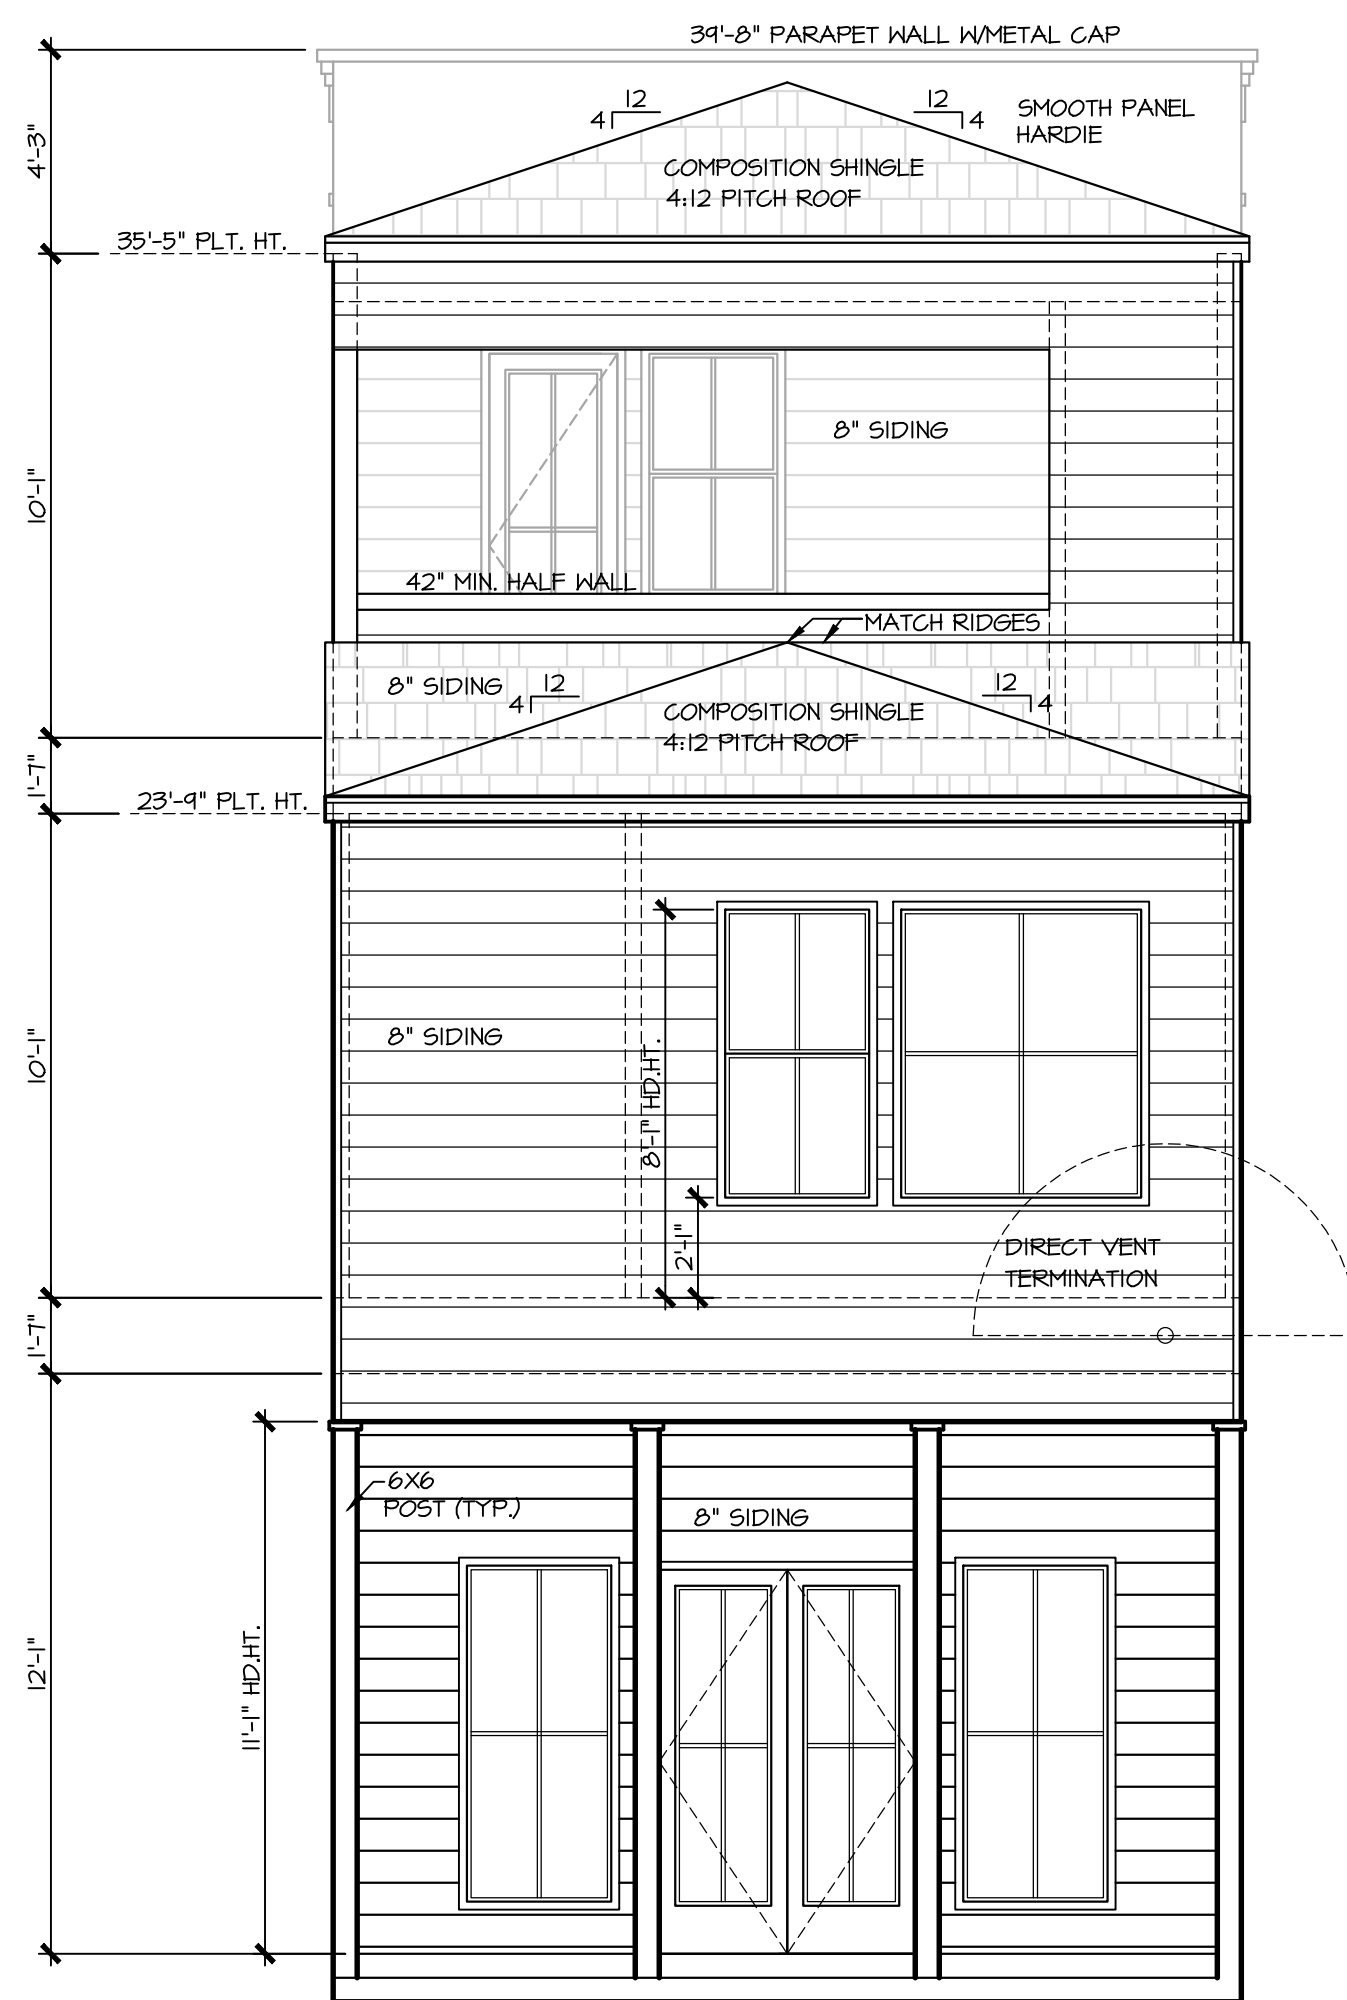 39'-8" PARAPET WALL W/METAL CAP
12
4
12
4
SMOOTH PANEL
HARDIE
4'-3"
COMPOSITION SHINGLE
4:12 PITCH ROOF
35'-5" PLT. HT.
10'-1"
8" SIDING
42" MIN. HALF WALL
MATCH RIDGES
8" SIDING
12
4
12
4
COMPOSITION SHINGLE
4:12 PITCH ROOF
1'-7"
23'-9" PLT. HT.
10'-1"
8" SIDING
8'-1" HD.HT.
2'-1"
DIRECT VENT
TERMINATION
1'-7"
6X6
POST (TYP.)
8" SIDING
12'-1"
11'-1" HD.HT.